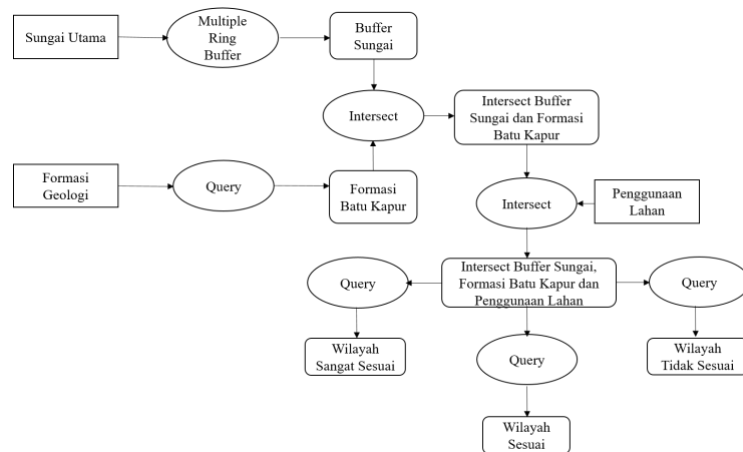 Sungai Utama
Multiple
Ring
Buffer
Buffer
Sungai
Intersect
Intersect Buffer
Sungai dan Formasi
Batu Kapur
Formasi
Geologi
Query
Formasi
Batu Kapur
Intersect
Penggunaan
Lahan
Query
Intersect Buffer Sungai,
Formasi Batu Kapur dan
Penggunaan Lahan
Query
Wilayah
Sangat Sesuai
Query
Wilayah
Tidak Sesuai
Wilayah
Sesuai